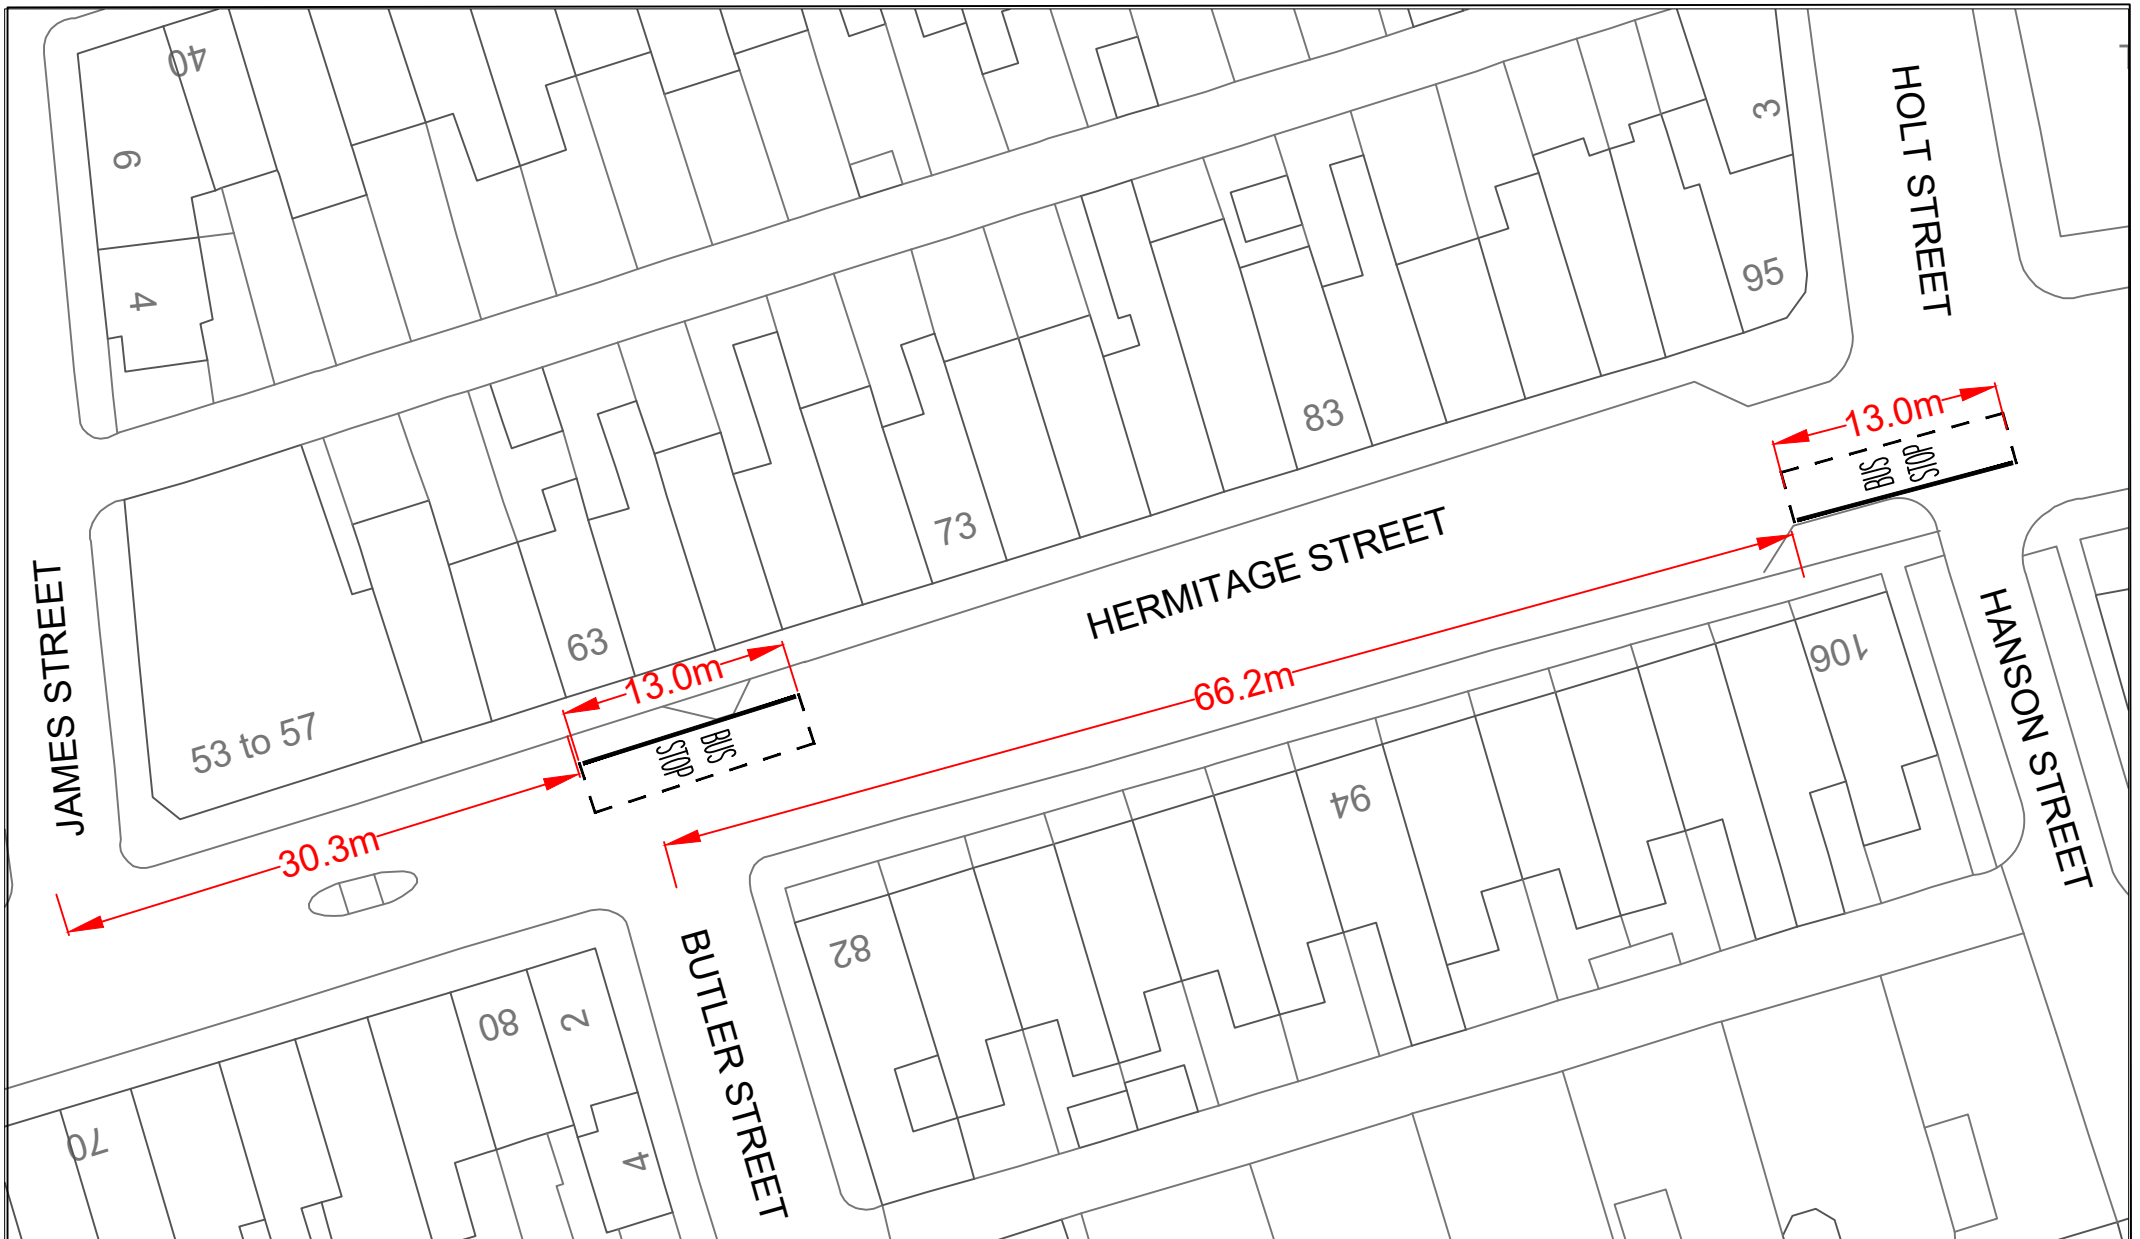 40
6
4
3
HOLT STREET
95
83
13.0m
BUS
STOP
73
HERMITAGE STREET
JAMES STREET
63
53 to 57
13.0m
BUS
STOP
66.2m
106
HANSON STREET
94
30.3m
82
BUTLER STREET
80
2
4
70